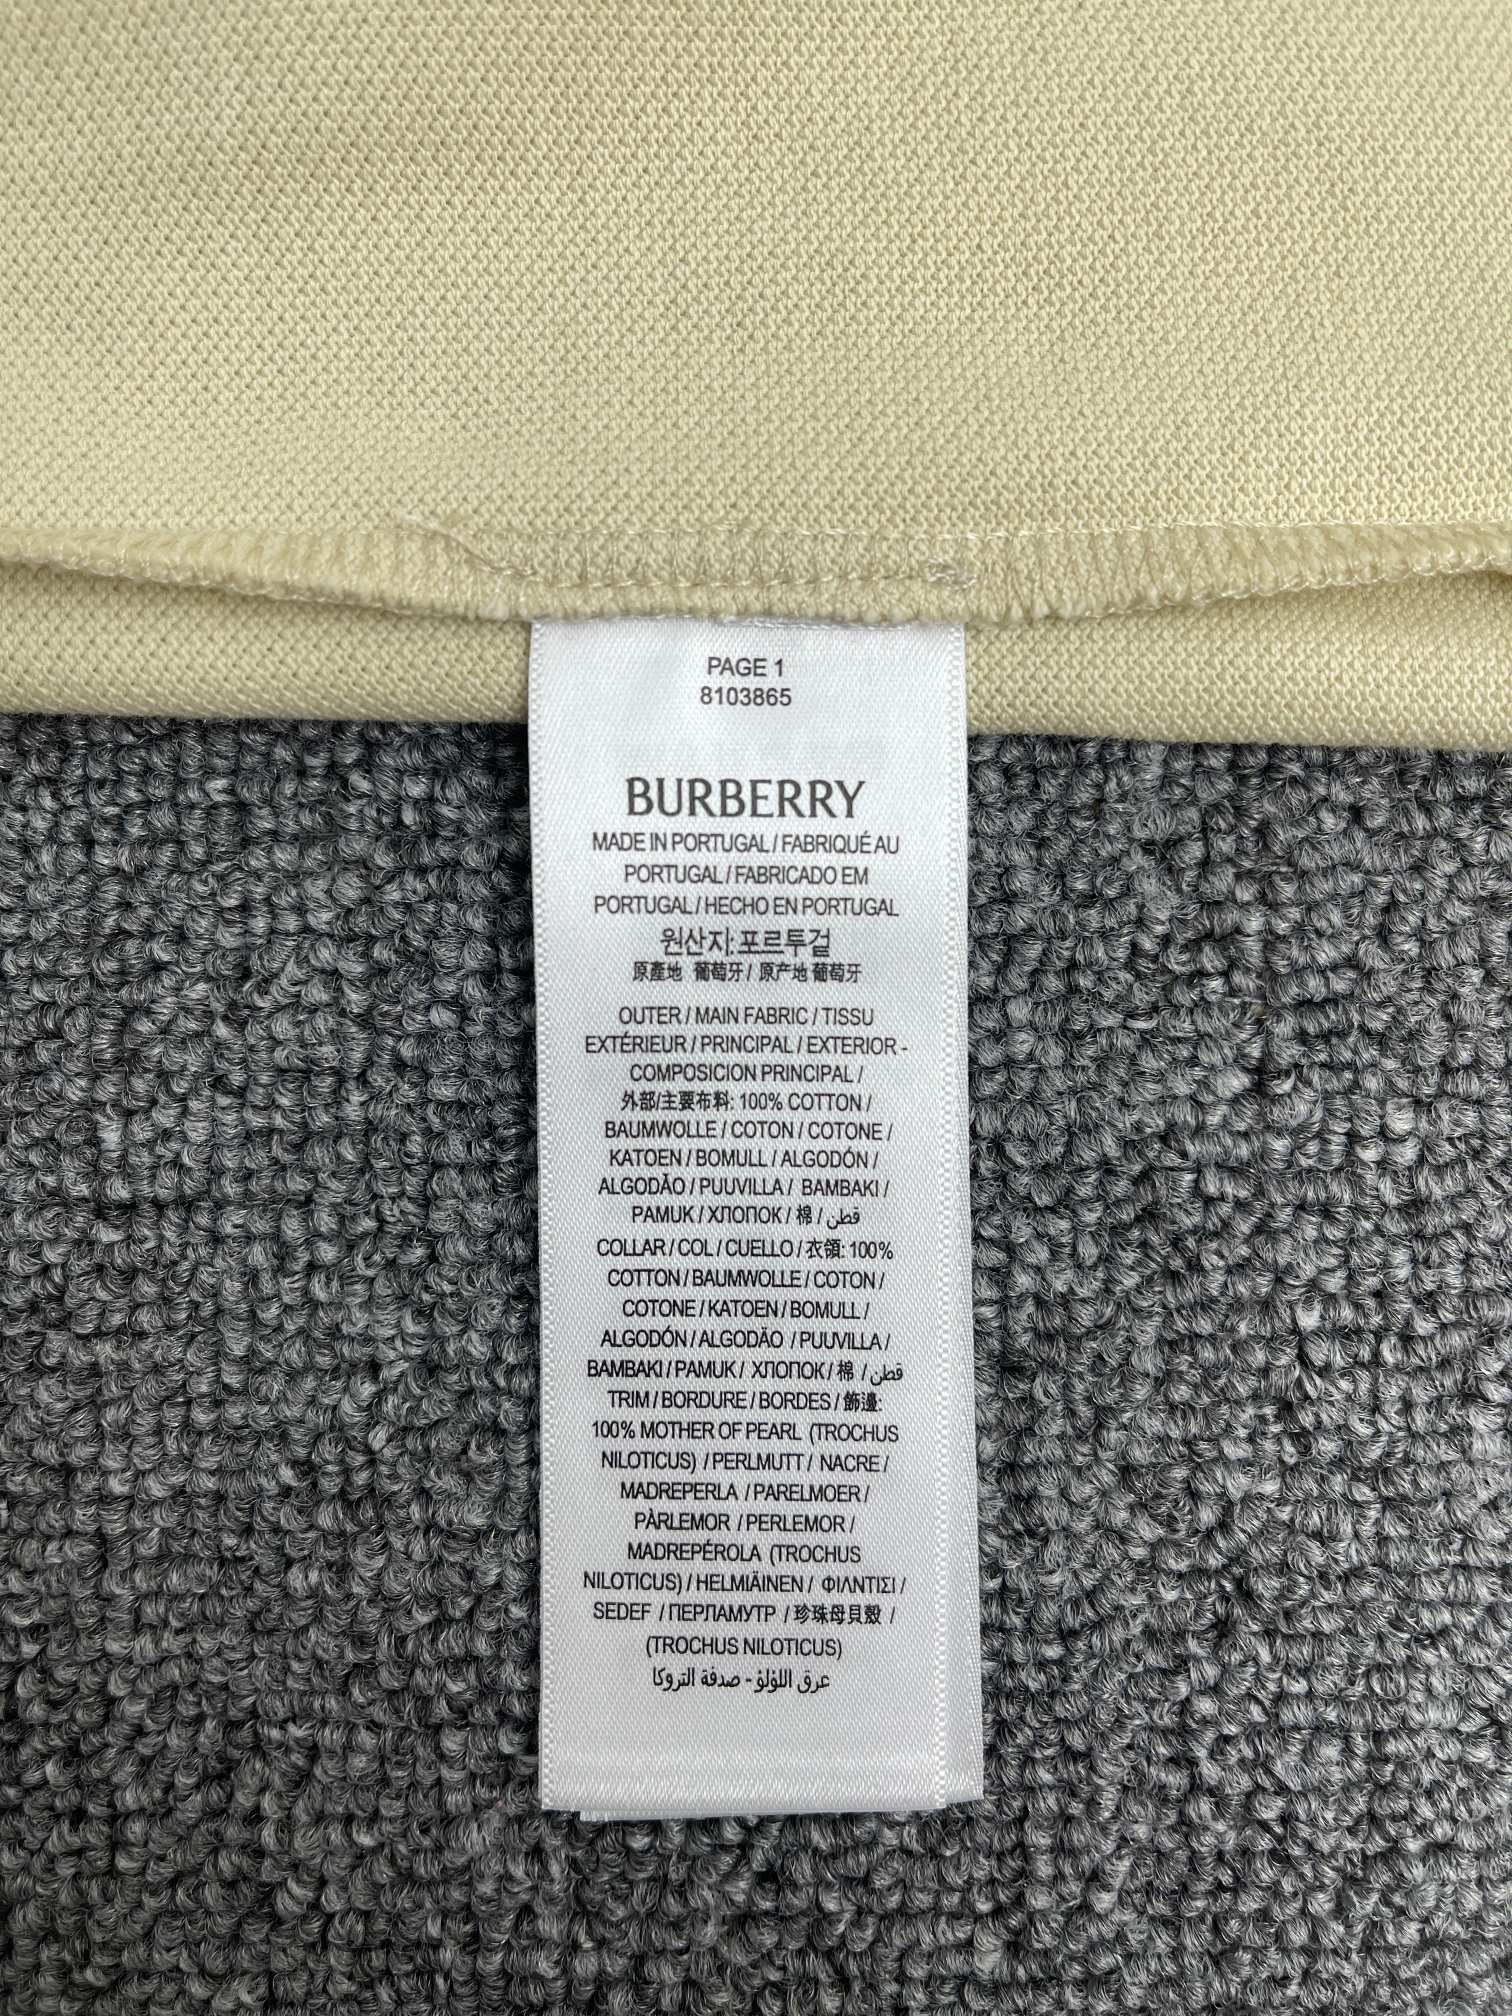 PAGE 1
8103865
BURBERRY
MADE IN PORTUGAL / FABRIQUÉ AU
PORTUGAL / FABRICADO EM
PORTUGAL / HECHO EN PORTUGAL
원산지:포르투겉
原產地 葡萄牙 / 原产地 葡萄牙
OUTER / MAIN FABRIC / TISSU
EXTÉRIEUR / PRINCIPAL / EXTERIOR -
COMPOSICION PRINCIPAL /
外部/主要布料: 100% COTTON /
BAUMWOLLE / COTON / COTONE /
KATOEN / BOMULL / ALGODÓN /
ALGODÃO / PUUVILLA / BAMBAKI /
PAMUK / ХЛОПОК / 棉 / قطن
COLLAR / COL / CUELLO / 衣領: 100%
COTTON / BAUMWOLLE / COTON /
COTONE / KATOEN / BOMULL /
ALGODÓN / ALGODÃO / PUUVILLA /
BAMBAKI / PAMUK / ХЛОПОК / 棉 / قطن
TRIM / BORDURE / BORDES / 飾邊:
100% MOTHER OF PEARL (TROCHUS
NILOTICUS) / PERLMUTT / NACRE /
MADREPERLA / PARELMOER /
PÀRLEMOR / PERLEMOR /
MADREPÉROLA (TROCHUS
NILOTICUS) / HELMIÄINEN / ΦΙΛΝΤΙΣΙ /
SEDEF / ПЕРЛАМУТР / 珍珠母貝殼 /
(TROCHUS NILOTICUS)
عرق اللؤلؤ - صدفة التروكا